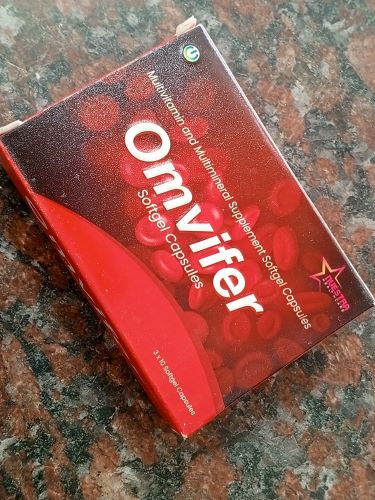 Multivitamin and Multimineral Supplement Softgel Capsules
Omvifer
Softgel Capsules
3 x 10 Softgel Capsules